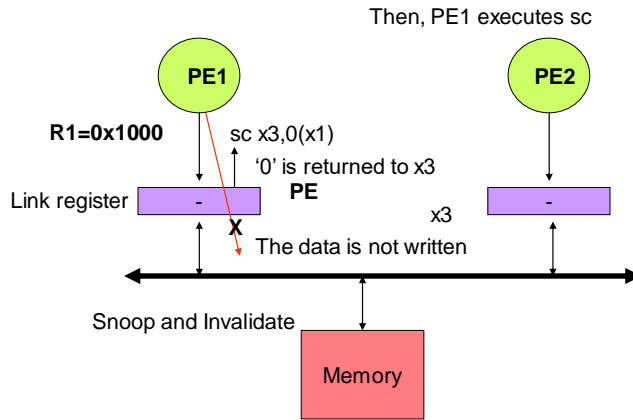 Then, PE1 executes sc
PE1
PE2
R1=0x1000
sc x3,0(x1)
‘0’ is returned to x3
PE
Link register
-
-
x3
X
The data is not written
Snoop and Invalidate
Memory